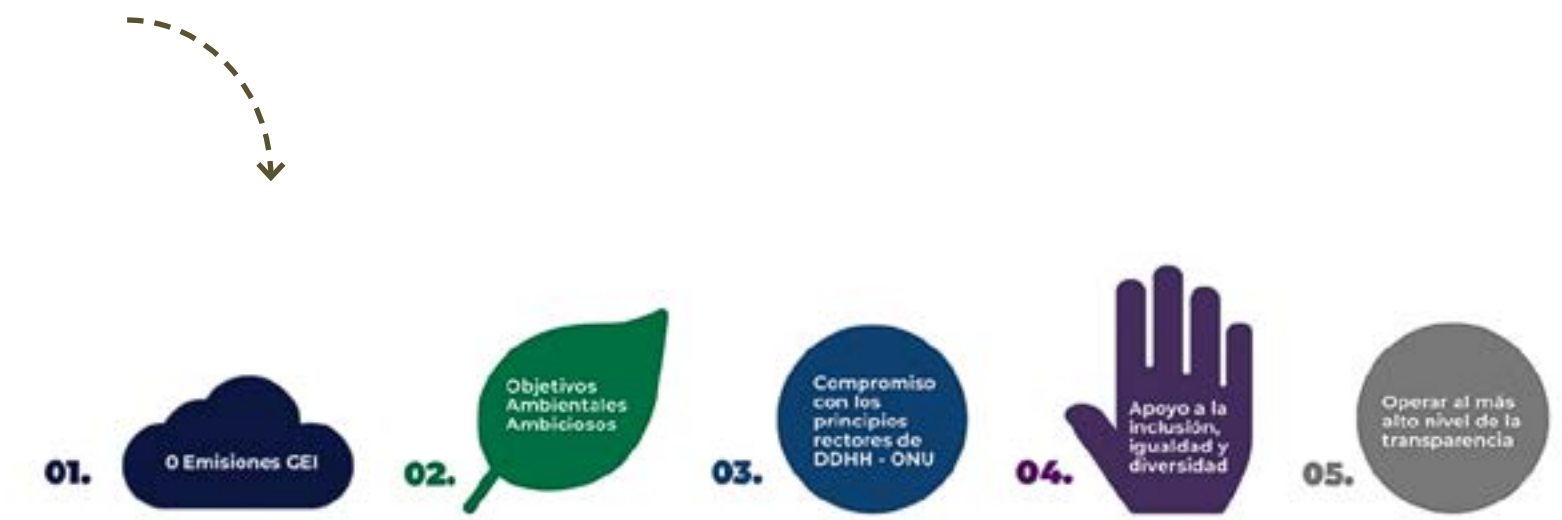 01.
0 Emisiones GEI
02.
Objetivos
Ambientales
Ambiciosos
03.
Compromiso
con los
principios
rectores de
DDHH - ONU
04.
Apoyo a la
inclusión,
igualdad y
diversidad
05.
Operar al más
alto nivel de la
transparencia